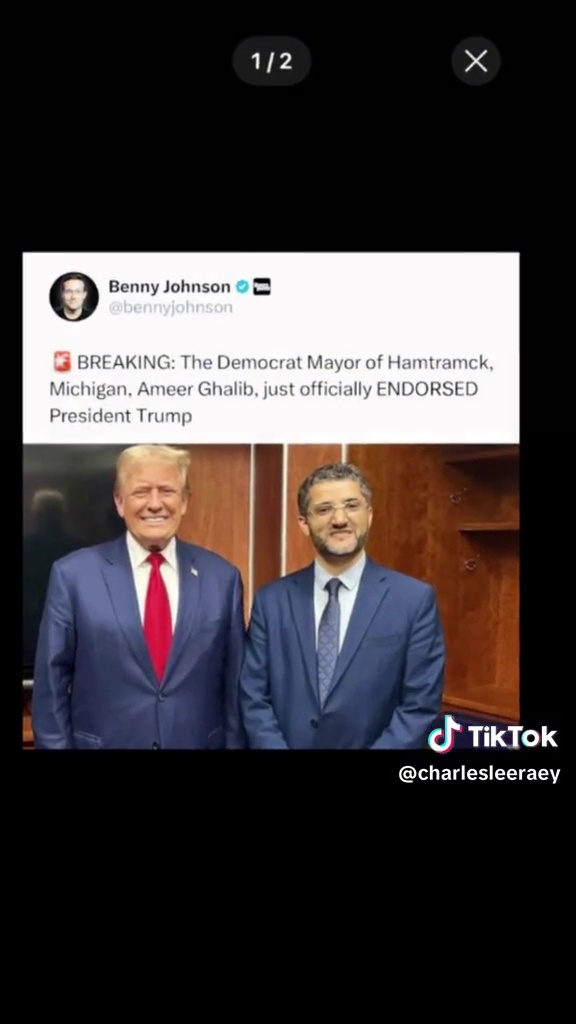 1/2
Benny Johnson
@bennyjohnson
🚨 BREAKING: The Democrat Mayor of Hamtramck,
Michigan, Ameer Ghalib, just officially ENDORSED
President Trump
TikTok
@charlesleeraey